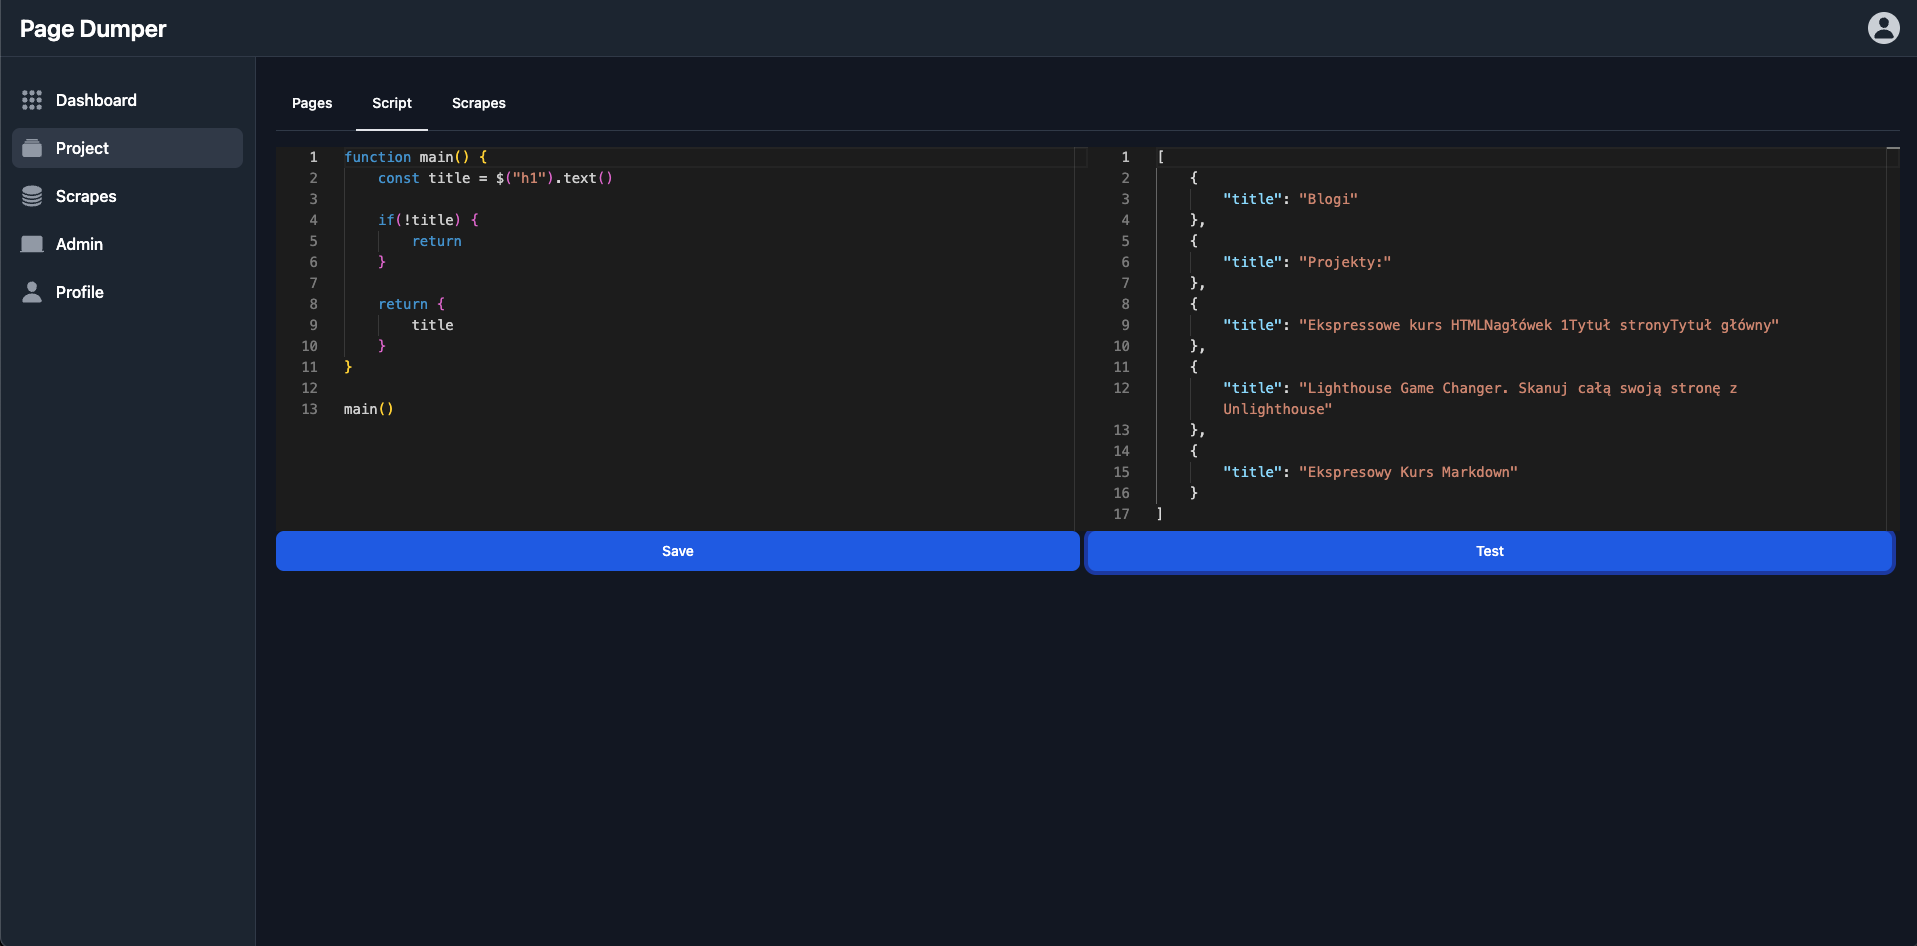 Page Dumper
Dashboard
Project
Scrapes
Admin
Profile
Pages
Script
Scrapes
1 function main() {
2     const title = $("h1").text()
3
4     if(!title) {
5         return
6     }
7
8     return {
9         title
10     }
11 }
12
13 main()
Save
1 [
2     {
3         "title": "Blogi"
4     },
5     {
6         "title": "Projekty:"
7     },
8     {
9         "title": "Ekspressowe kurs HTMLNagłówek 1Tytuł stronyTytuł główny"
10     },
11     {
12         "title": "Lighthouse Game Changer. Skanuj całą swoją stronę z
Unlighthouse"
13     },
14     {
15         "title": "Ekspresowy Kurs Markdown"
16     }
17 ]
Test